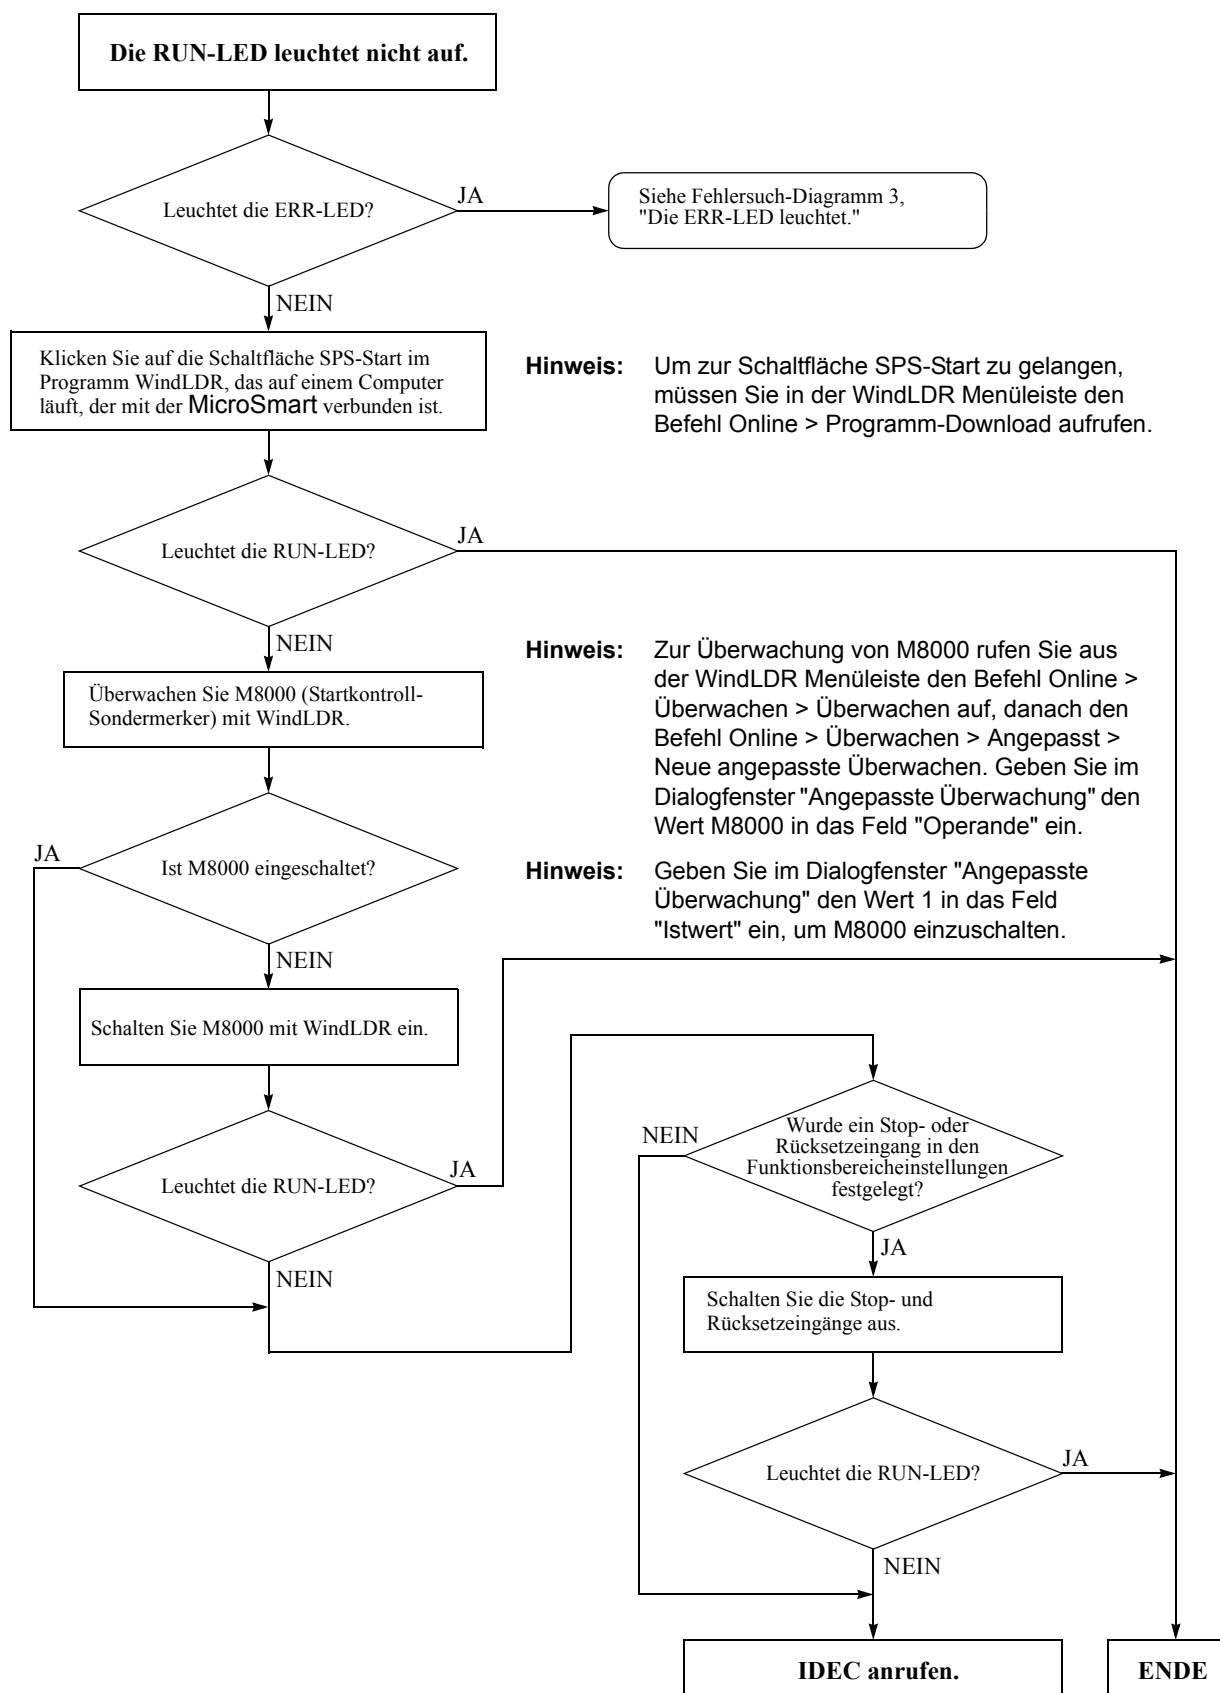 Die RUN-LED leuchtet nicht auf.
Leuchtet die ERR-LED?
JA
Siehe Fehlersuch-Diagramm 3,
"Die ERR-LED leuchtet."
NEIN
Klicken Sie auf die Schaltfläche SPS-Start im
Programm WindLDR, das auf einem Computer
läuft, der mit der MicroSmart verbunden ist.
Hinweis: Um zur Schaltfläche SPS-Start zu gelangen,
müssen Sie in der WindLDR Menüleiste den
Befehl Online > Programm-Download aufrufen.
Leuchtet die RUN-LED?
JA
NEIN
Überwachen Sie M8000 (Startkontroll-
Sondermerker) mit WindLDR.
Hinweis: Zur Überwachung von M8000 rufen Sie aus
der WindLDR Menüleiste den Befehl Online >
Überwachen > Überwachen auf, danach den
Befehl Online > Überwachen > Angepasst >
Neue angepasste Überwachen. Geben Sie im
Dialogfenster "Angepasste Überwachung" den
Wert M8000 in das Feld "Operande" ein.
JA
Ist M8000 eingeschaltet?
Hinweis: Geben Sie im Dialogfenster "Angepasste
Überwachung" den Wert 1 in das Feld
"Istwert" ein, um M8000 einzuschalten.
NEIN
Schalten Sie M8000 mit WindLDR ein.
Leuchtet die RUN-LED?
JA
NEIN
Wurde ein Stop- oder
Rücksetzeingang in den
Funktionsbereicheinstellungen
festgelegt?
NEIN
JA
Schalten Sie die Stop- und
Rücksetzeingänge aus.
Leuchtet die RUN-LED?
JA
NEIN
IDEC anrufen.
ENDE